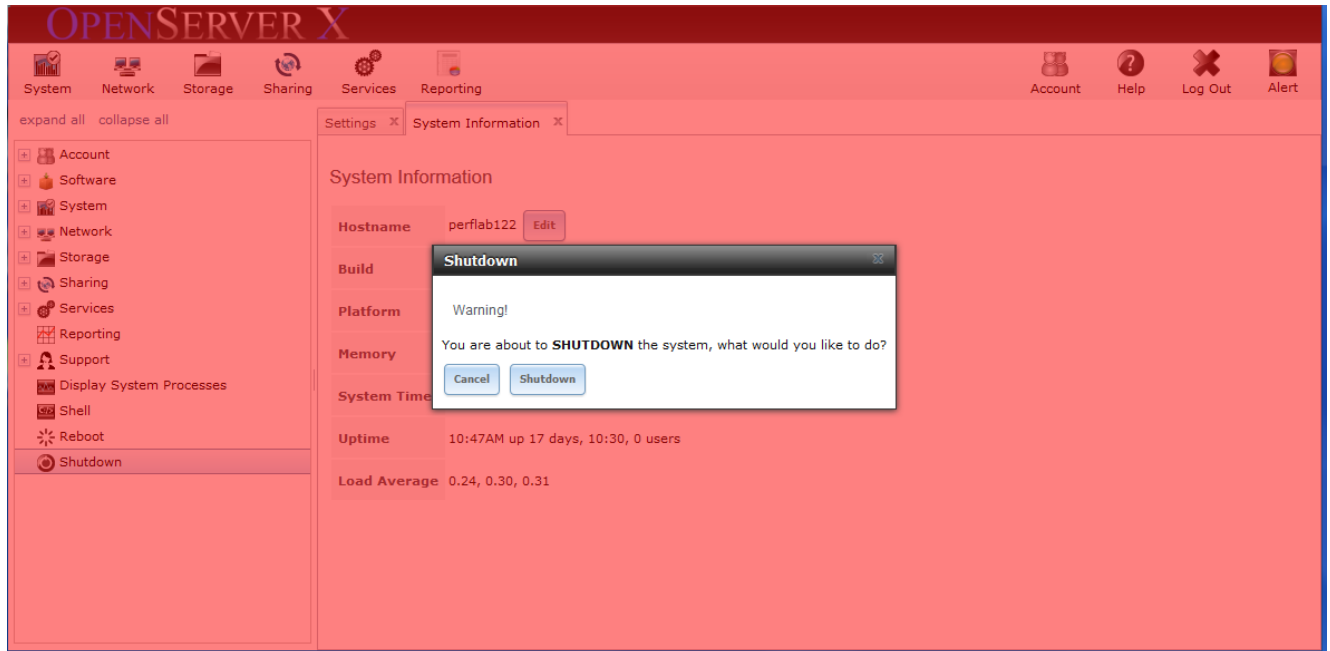 OPENSERVER X
System Network Storage Sharing Services Reporting Account Help Log Out Alert
expand all collapse all
Settings x System Information x
Account
Software
System
Network
Storage
Sharing
Services
Reporting
Support
Display System Processes
Shell
Reboot
Shutdown
System Information
Hostname perflab122 Edit
Build
Platform
Memory
System Time
Uptime 10:47AM up 17 days, 10:30, 0 users
Load Average 0.24, 0.30, 0.31
Shutdown
Warning!
You are about to SHUTDOWN the system, what would you like to do?
Cancel Shutdown